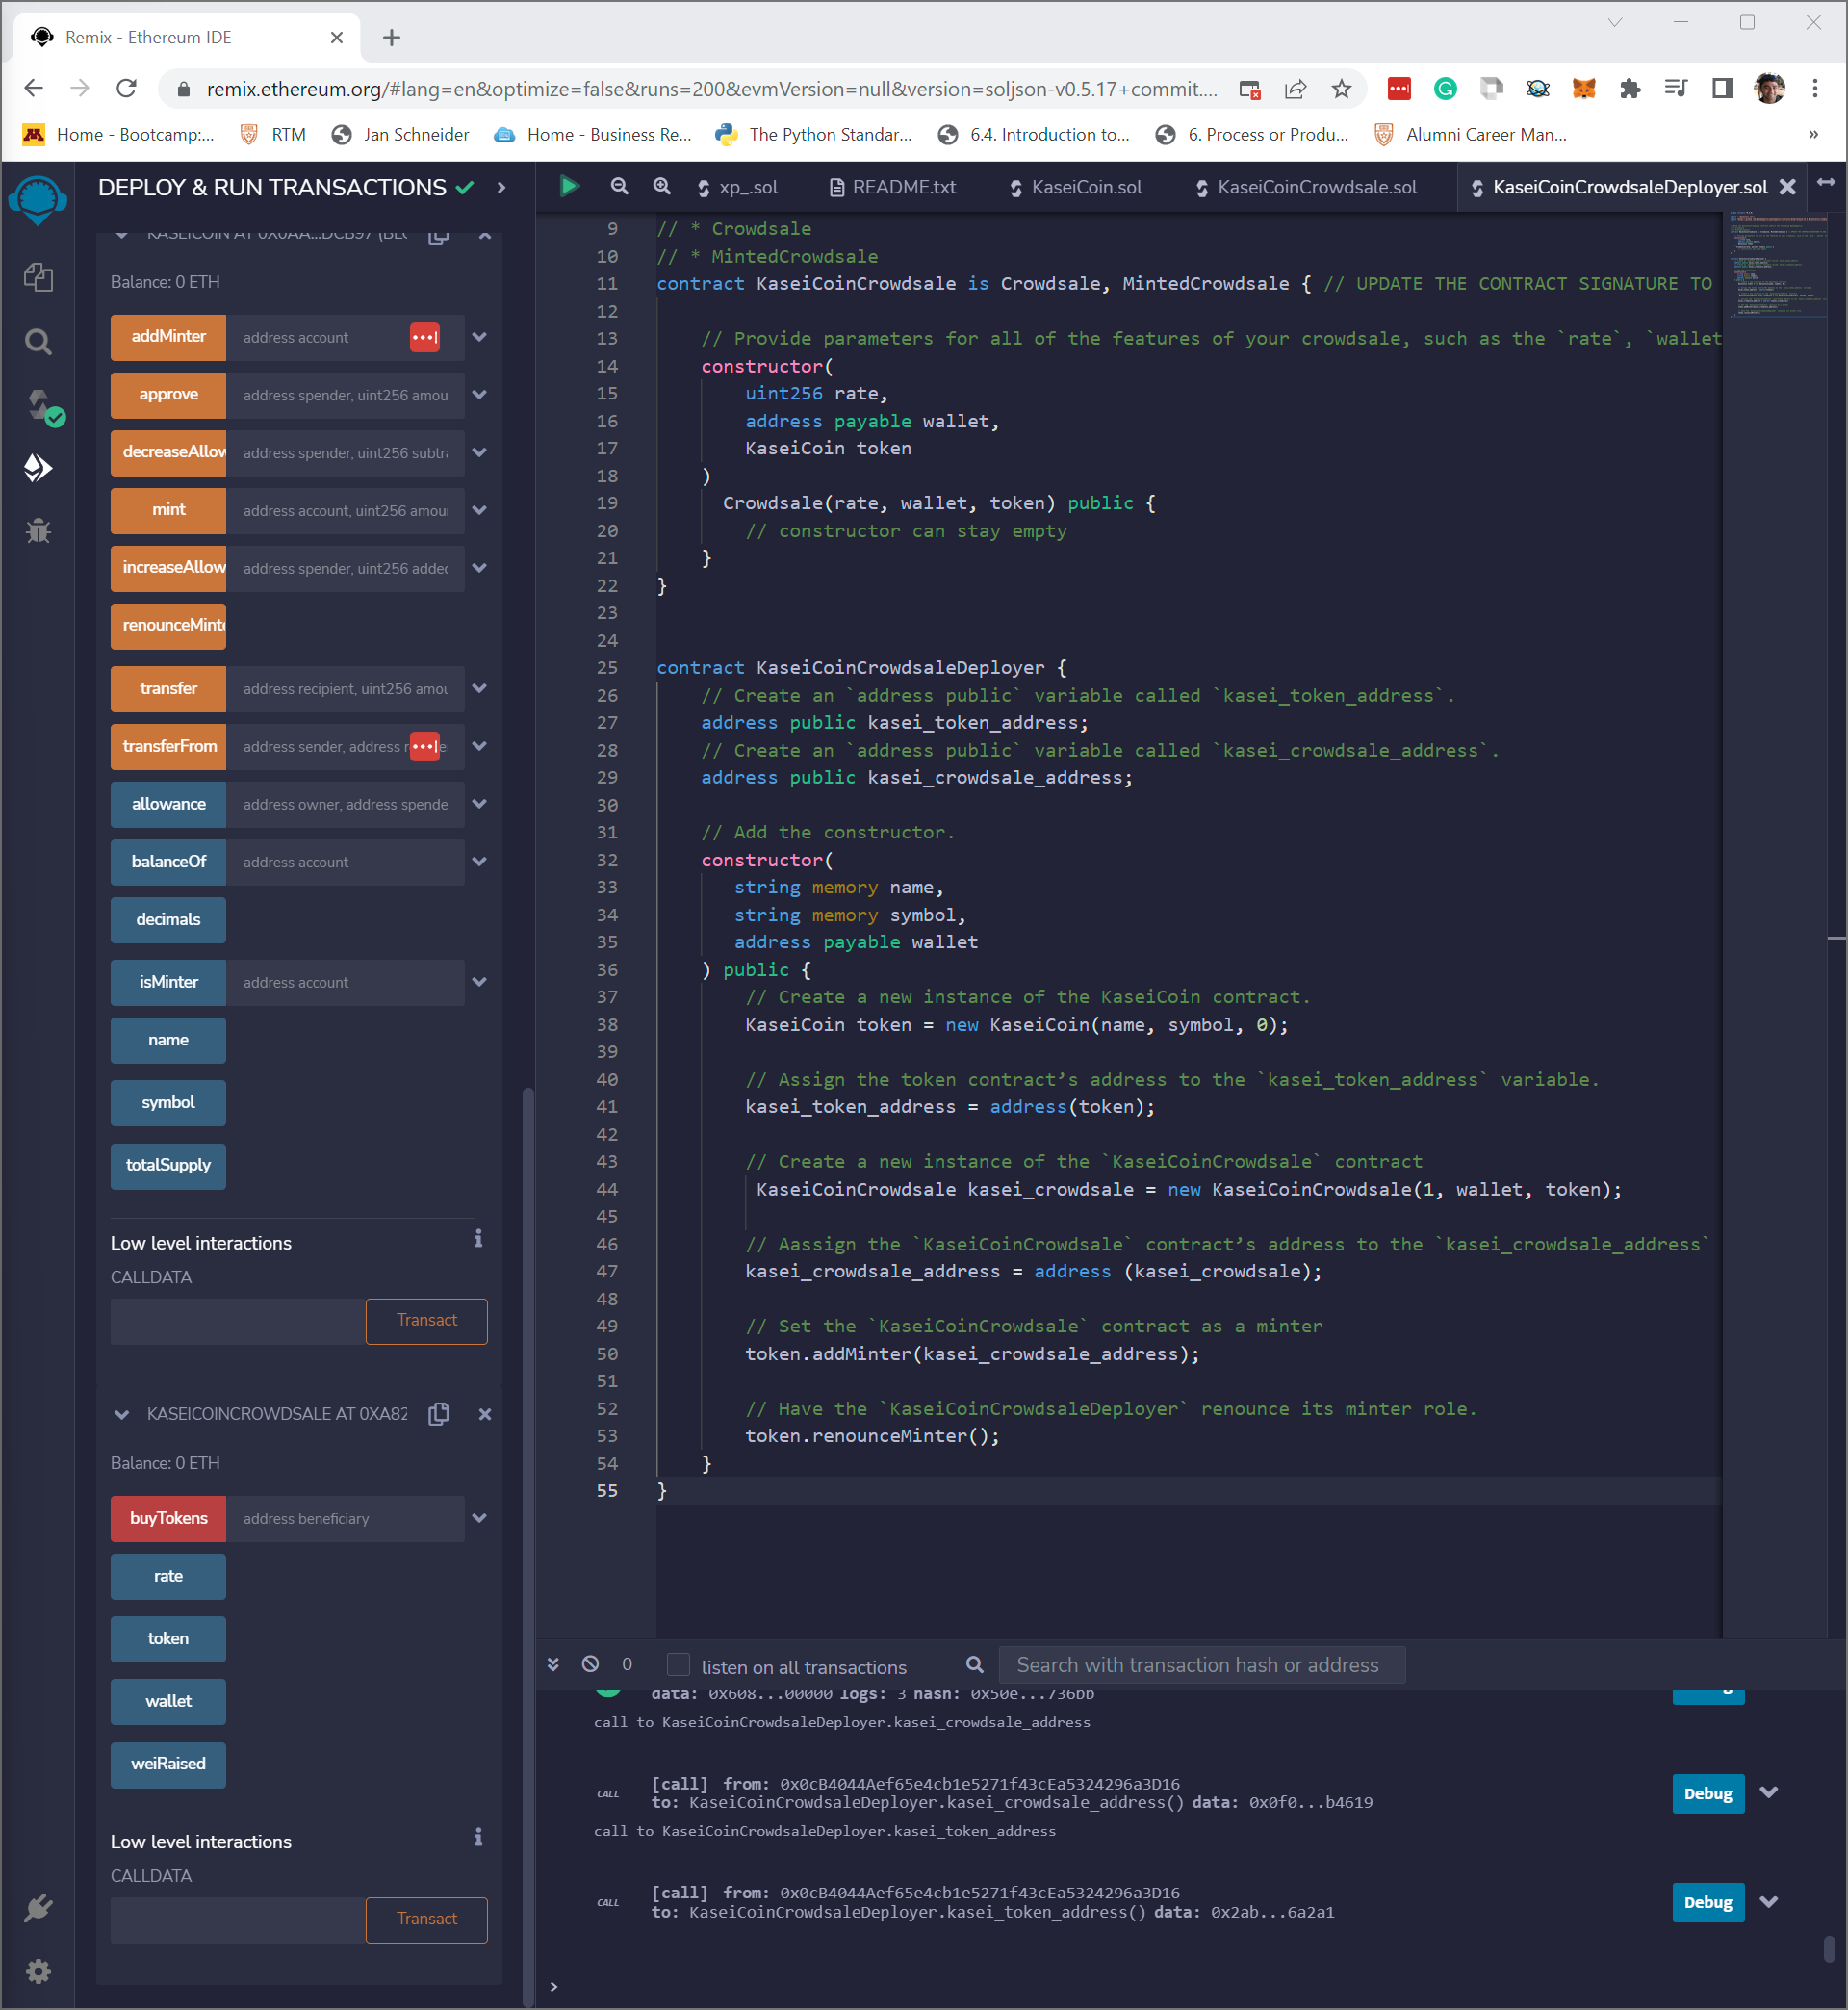 Remix - Ethereum IDE
remix.ethereum.org/#lang=en&optimize=false&runs=200&evmVersion=null&version=soljson-v0.5.17+commit....
Home - Bootcamp:...
RTM
Jan Schneider
Home - Business Re...
The Python Standar...
6.4. Introduction to...
6. Process or Produ...
Alumni Career Man...
»
DEPLOY & RUN TRANSACTIONS
Balance: 0 ETH
addMinter address account
approve address spender, uint256 amou
decreaseAllow address spender, uint256 subtr
mint address account, uint256 amou
increaseAllow address spender, uint256 added
renounceMint
transfer address recipient, uint256 amou
transferFrom address sender, address
allowance address owner, address spende
balanceOf address account
decimals
isMinter address account
name
symbol
totalSupply
Low level interactions
CALLDATA
Transact
KASEICOINCROWDSALE AT 0XA82
Balance: 0 ETH
buyTokens address beneficiary
rate
token
wallet
weiRaised
Low level interactions
CALLDATA
Transact
xp_.sol
README.txt
KaseiCoin.sol
KaseiCoinCrowdsale.sol
KaseiCoinCrowdsaleDeployer.sol
9 // * Crowdsale
10 // * MintedCrowdsale
11 contract KaseiCoinCrowdsale is Crowdsale, MintedCrowdsale { // UPDATE THE CONTRACT SIGNATURE TO
12
13 // Provide parameters for all of the features of your crowdsale, such as the `rate`, `wallet
14 constructor(
15 uint256 rate,
16 address payable wallet,
17 KaseiCoin token
18 )
19 Crowdsale(rate, wallet, token) public {
20 // constructor can stay empty
21 }
22 }
23
24
25 contract KaseiCoinCrowdsaleDeployer {
26 // Create an `address public` variable called `kasei_token_address`.
27 address public kasei_token_address;
28 // Create an `address public` variable called `kasei_crowdsale_address`.
29 address public kasei_crowdsale_address;
30
31 // Add the constructor.
32 constructor(
33 string memory name,
34 string memory symbol,
35 address payable wallet
36 ) public {
37 // Create a new instance of the KaseiCoin contract.
38 KaseiCoin token = new KaseiCoin(name, symbol, 0);
39
40 // Assign the token contract’s address to the `kasei_token_address` variable.
41 kasei_token_address = address(token);
42
43 // Create a new instance of the `KaseiCoinCrowdsale` contract
44 KaseiCoinCrowdsale kasei_crowdsale = new KaseiCoinCrowdsale(1, wallet, token);
45
46 // Aassign the `KaseiCoinCrowdsale` contract’s address to the `kasei_crowdsale_address`
47 kasei_crowdsale_address = address (kasei_crowdsale);
48
49 // Set the `KaseiCoinCrowdsale` contract as a minter
50 token.addMinter(kasei_crowdsale_address);
51
52 // Have the `KaseiCoinCrowdsaleDeployer` renounce its minter role.
53 token.renounceMinter();
54 }
55 }
0 listen on all transactions Search with transaction hash or address
data: 0x608...00000 logs: 3 hash: 0x50e...736bb
call to KaseiCoinCrowdsaleDeployer.kasei_crowdsale_address
CALL [call] from: 0x0cB4044Aef65e4cb1e5271f43cEa5324296a3D16
to: KaseiCoinCrowdsaleDeployer.kasei_crowdsale_address() data: 0x0f0...b4619
Debug
call to KaseiCoinCrowdsaleDeployer.kasei_token_address
CALL [call] from: 0x0cB4044Aef65e4cb1e5271f43cEa5324296a3D16
to: KaseiCoinCrowdsaleDeployer.kasei_token_address() data: 0x2ab...6a2a1
Debug
>